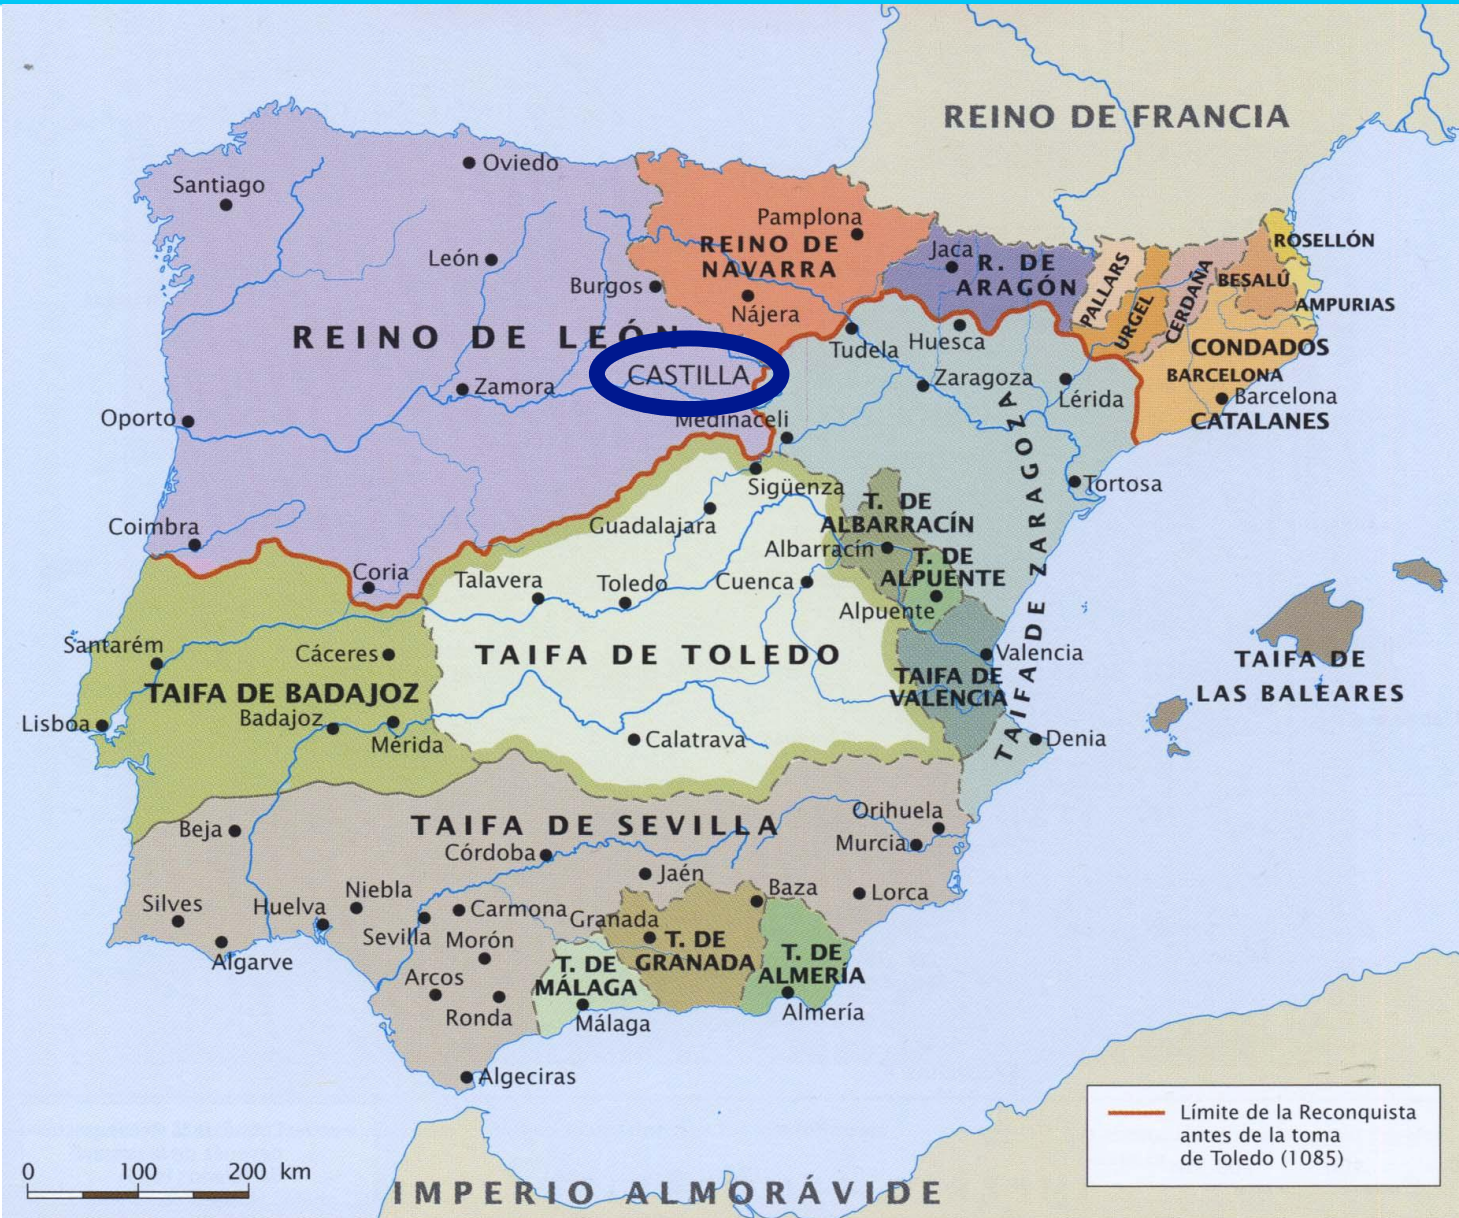 REINO DE FRANCIA
Oviedo
Santiago
Pamplona
REINO DE
NAVARRA
León
Burgos
Nájera
Jaca
R. DE
ARAGÓN
PALLARS
URGEL
CERDAÑA
BESALÚ
ROSELLÓN
AMPURIAS
CONDADOS
BARCELONA
Barcelona
CATALANES
REINO DE LEÓN
CASTILLA
Tudela
Huesca
Zaragoza
Lérida
Zamora
Oporto
Medinaceli
Sigüenza
Tortosa
Guadalajara
T. DE
ALBARRACÍN
Albarracín
T. DE
ALPUENTE
Alpuente
TAIFA DE ZARAGOZA
Coimbra
Coria
Talavera
Toledo
Cuenca
Santarém
Cáceres
TAIFA DE TOLEDO
Valencia
TAIFA DE
VALENCIA
TAIFA DE
LAS BALEARES
TAIFA DE BADAJOZ
Lisboa
Badajoz
Mérida
Calatrava
Denia
Beja
TAIFA DE SEVILLA
Orihuela
Murcia
Córdoba
Jaén
Baza
Lorca
Silves
Algarve
Huelva
Niebla
Sevilla
Carmona
Morón
Granada
T. DE
GRANADA
Arcos
Ronda
T. DE
MÁLAGA
Málaga
T. DE
ALMERÍA
Almería
Algeciras
Límite de la Reconquista
antes de la toma
de Toledo (1085)
0 100 200 km
IMPERIO ALMORÁVIDE